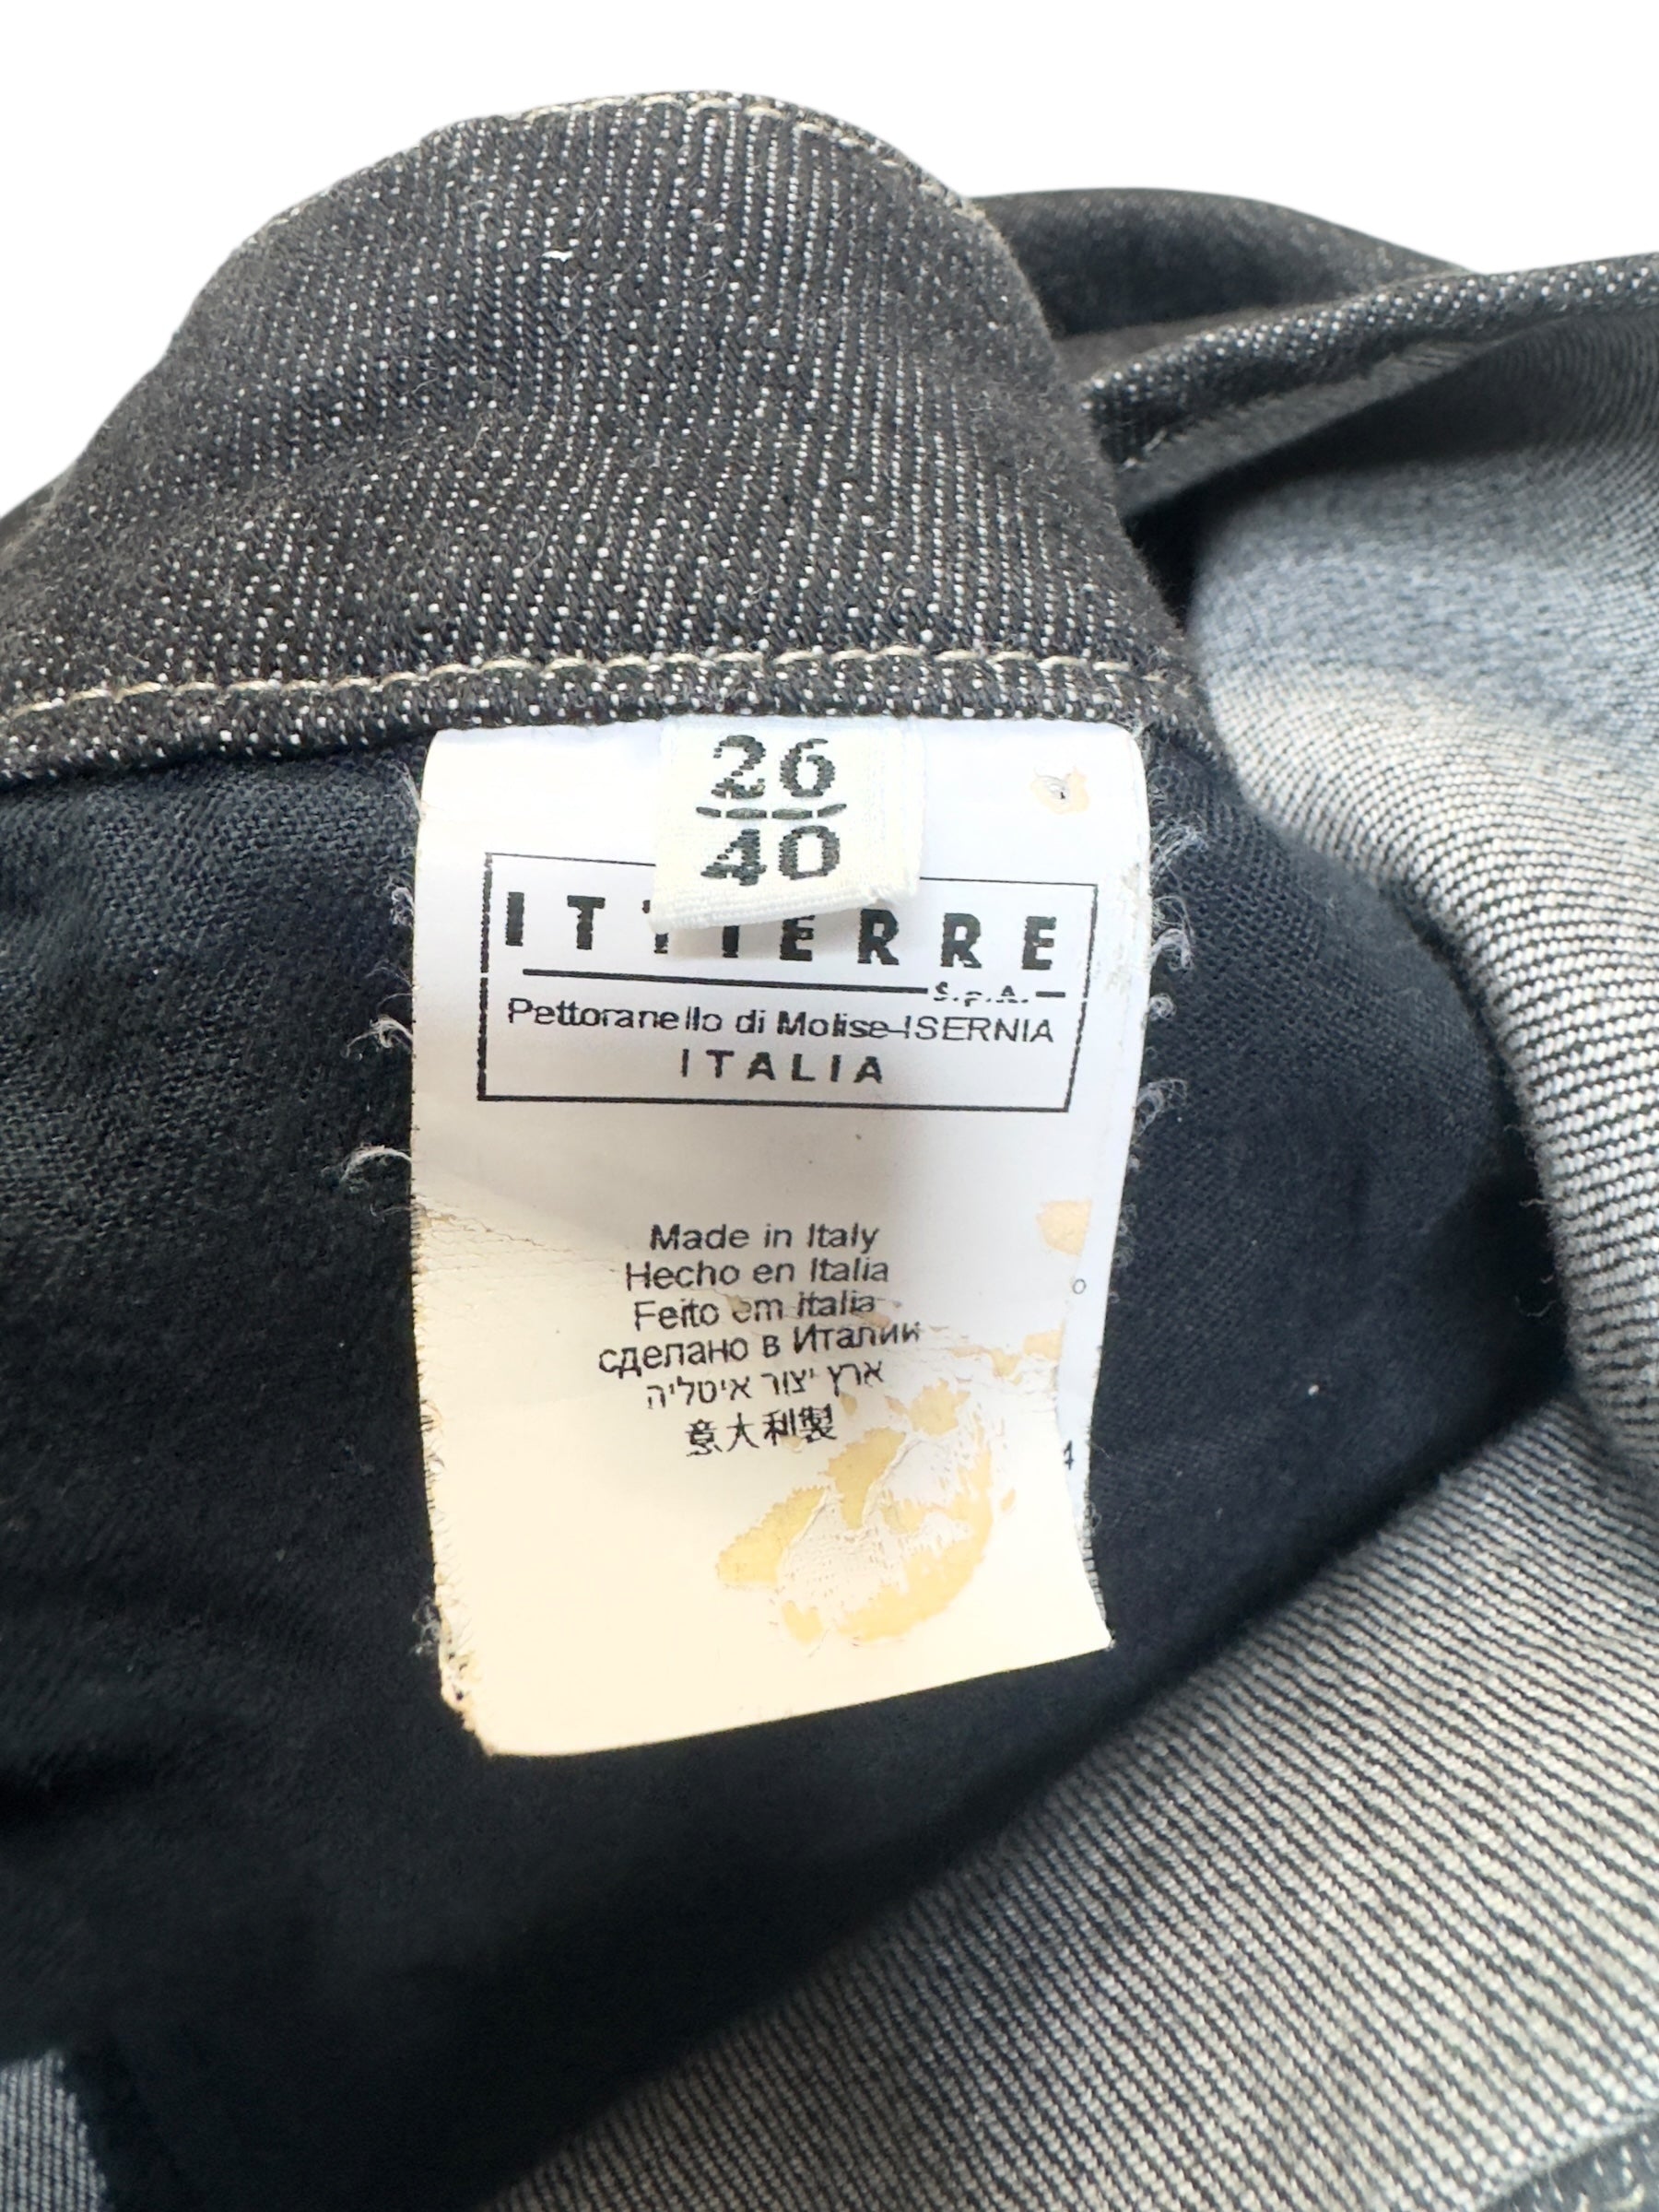 26
40
ITTIERRE
S.p.A.
Pettoranello di Molise-ISERNIA
ITALIA
Made in Italy
Hecho en Italia
Feito em italia
сделано в Италии
ארץ יצור איטליה
意大利製
4